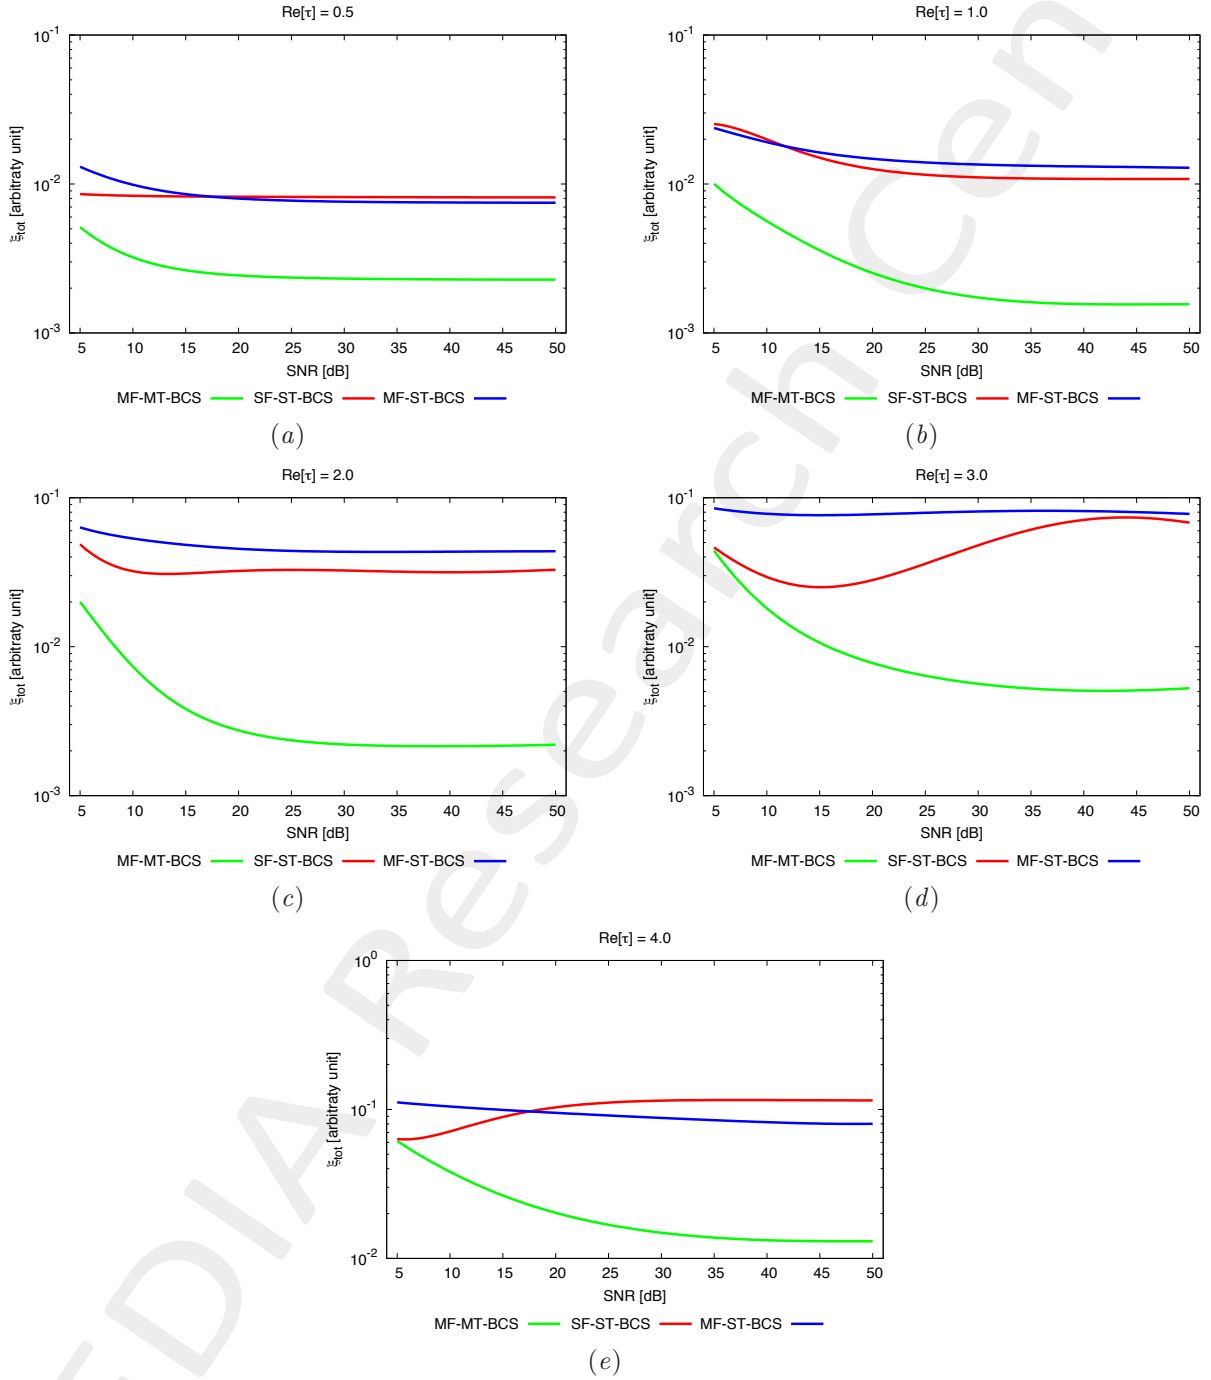 Re[τ] = 0.5
10⁻¹
10⁻²
10⁻³
ξtot [arbitraty unit]
5 10 15 20 25 30 35 40 45 50
SNR [dB]
MF-MT-BCS SF-ST-BCS MF-ST-BCS
(a)
Re[τ] = 1.0
10⁻¹
10⁻²
10⁻³
ξtot [arbitraty unit]
5 10 15 20 25 30 35 40 45 50
SNR [dB]
MF-MT-BCS SF-ST-BCS MF-ST-BCS
(b)
Re[τ] = 2.0
10⁻¹
10⁻²
10⁻³
ξtot [arbitraty unit]
5 10 15 20 25 30 35 40 45 50
SNR [dB]
MF-MT-BCS SF-ST-BCS MF-ST-BCS
(c)
Re[τ] = 3.0
10⁻¹
10⁻²
10⁻³
ξtot [arbitraty unit]
5 10 15 20 25 30 35 40 45 50
SNR [dB]
MF-MT-BCS SF-ST-BCS MF-ST-BCS
(d)
Re[τ] = 4.0
10⁰
10⁻¹
10⁻²
ξtot [arbitraty unit]
5 10 15 20 25 30 35 40 45 50
SNR [dB]
MF-MT-BCS SF-ST-BCS MF-ST-BCS
(e)
EDIA Research Cen